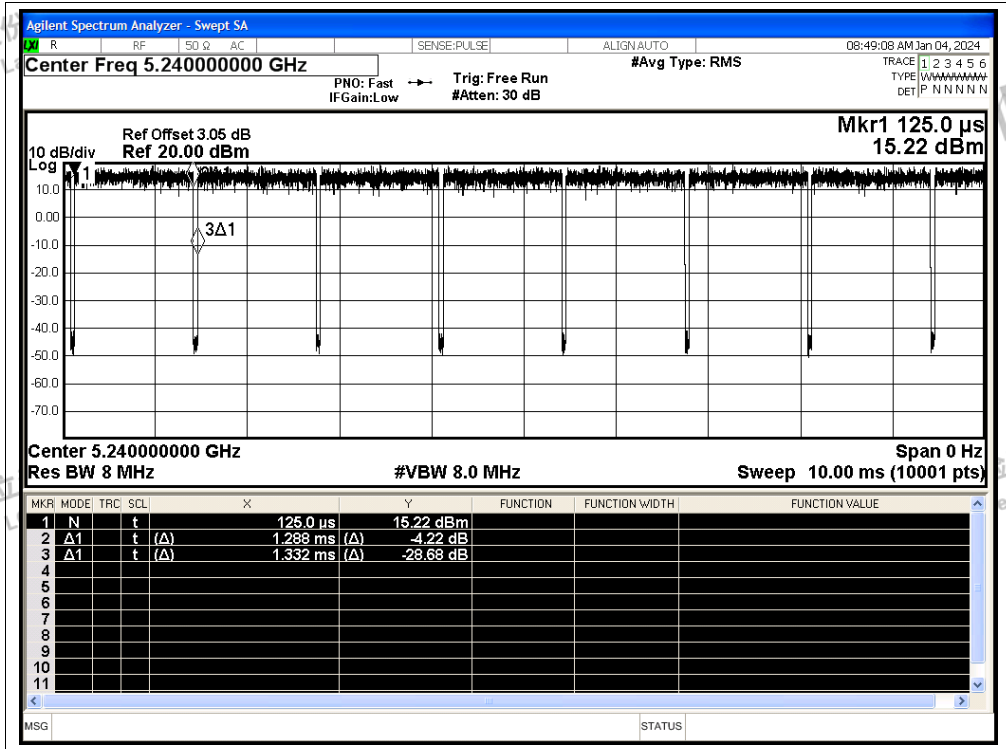 Agilent Spectrum Analyzer - Swept SA
LXI R RF 50 Ω AC SENSE:PULSE ALIGN AUTO 08:49:08 AM Jan 04, 2024
Center Freq 5.240000000 GHz #Avg Type: RMS TRACE 1 2 3 4 5 6
PNO: Fast Trig: Free Run TYPE
IFGain:Low #Atten: 30 dB DET P N N N N N
Mkr1 125.0 µs
Ref Offset 3.05 dB
10 dB/div Ref 20.00 dBm 15.22 dBm
Log
1
10.0
0.00
3Δ1
-10.0
-20.0
-30.0
-40.0
-50.0
-60.0
-70.0
Center 5.240000000 GHz Span 0 Hz
Res BW 8 MHz #VBW 8.0 MHz Sweep 10.00 ms (10001 pts)
MKR MODE TRC SCL X Y FUNCTION FUNCTION WIDTH FUNCTION VALUE
1 N t 125.0 µs 15.22 dBm
2 Δ1 t (Δ) 1.288 ms (Δ) -4.22 dB
3 Δ1 t (Δ) 1.332 ms (Δ) -28.68 dB
4
5
6
7
8
9
10
11
MSG STATUS